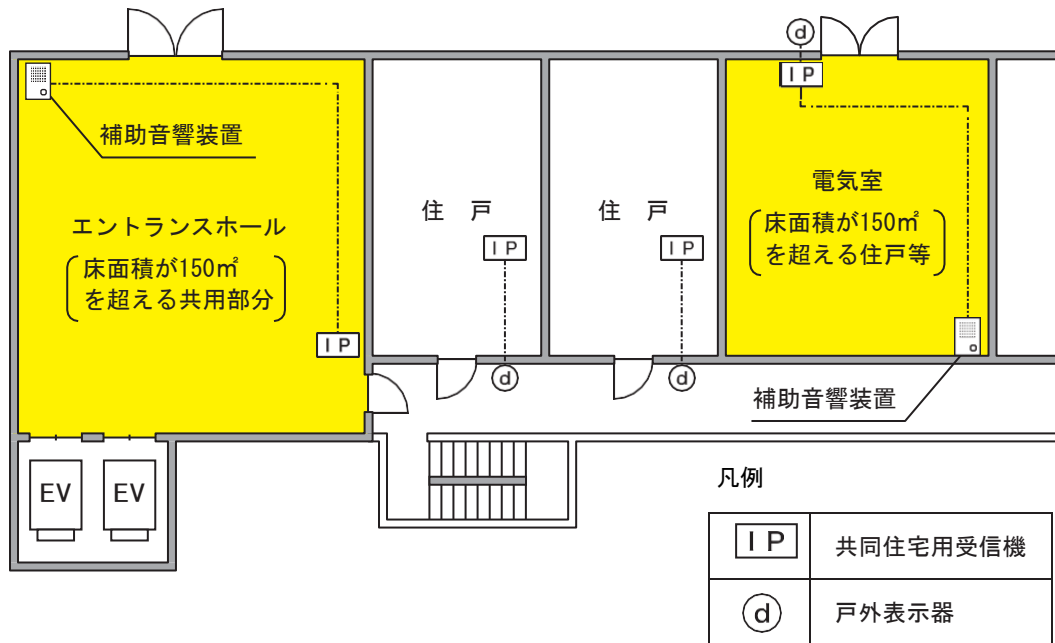 ⓓ
IP
補助音響装置
エントランスホール
床面積が150㎡
を超える共用部分
IP
住　戸
IP
ⓓ
住　戸
IP
ⓓ
電気室
床面積が150㎡
を超える住戸等
補助音響装置
EV
EV
凡例
IP 共同住宅用受信機
ⓓ 戸外表示器